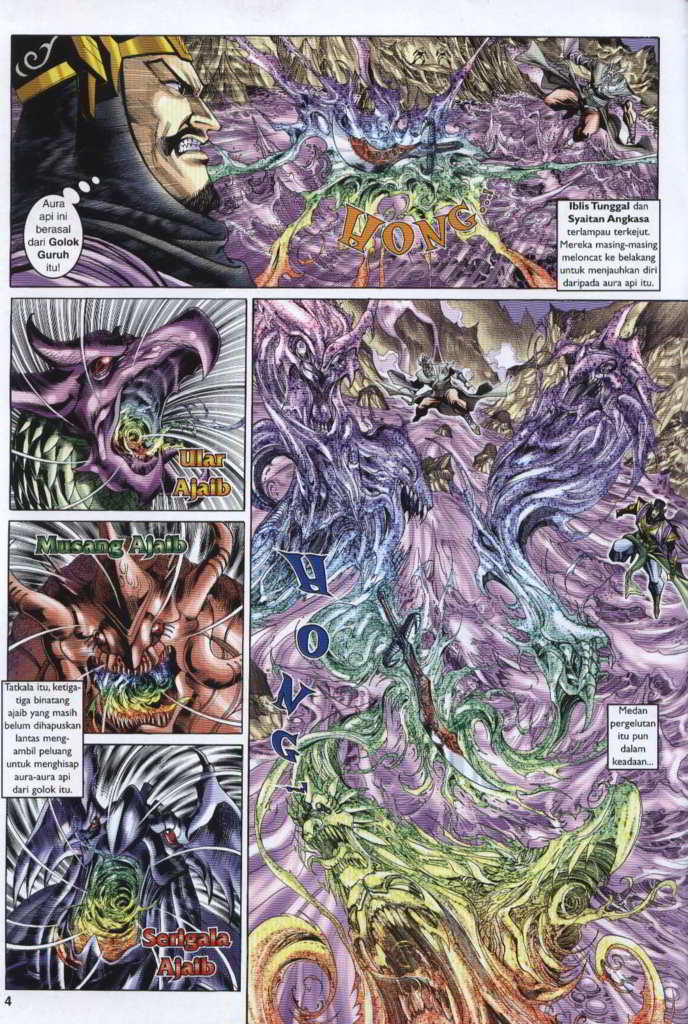 Aura
api ini
berasal
dari Golok
Guruh
itu!
HONG...
Iblis Tunggal dan
Syaitan Angkasa
terlampau terkejut.
Mereka masing-masing
meloncat ke belakang
untuk menjauhkan diri
daripada aura api itu.
Ular
Ajaib
Musang Ajaib
Tatkala itu, ketiga-
tiga binatang
ajaib yang masih
belum dihapuskan
lantas meng-
ambil peluang
untuk menghisap
aura-aura api
dari golok itu.
Serigala
Ajaib
HONG...
Medan
pergelutan
itu pun
dalam
keadaan...
4